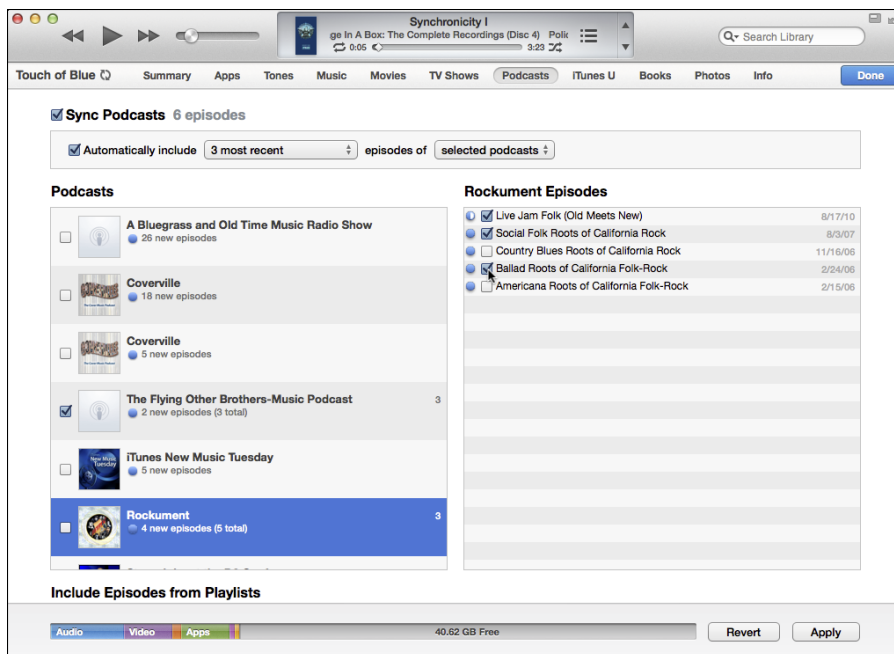 Synchronicity I
ge In A Box: The Complete Recordings (Disc 4) Polic
0:05 3:23
Search Library
Touch of Blue Summary Apps Tones Music Movies TV Shows Podcasts iTunes U Books Photos Info Done
Sync Podcasts 6 episodes
Automatically include 3 most recent episodes of selected podcasts
Podcasts
A Bluegrass and Old Time Music Radio Show
26 new episodes
Coverville
18 new episodes
Coverville
5 new episodes
The Flying Other Brothers-Music Podcast 3
2 new episodes (3 total)
New Music
Tuesday
iTunes New Music Tuesday
5 new episodes
Rockument 3
4 new episodes (5 total)
Rockument Episodes
Live Jam Folk (Old Meets New) 8/17/10
Social Folk Roots of California Rock 8/3/07
Country Blues Roots of California Rock 11/16/06
Ballad Roots of California Folk-Rock 2/24/06
Americana Roots of California Folk-Rock 2/15/06
Include Episodes from Playlists
Audio Video Apps 40.62 GB Free Revert Apply